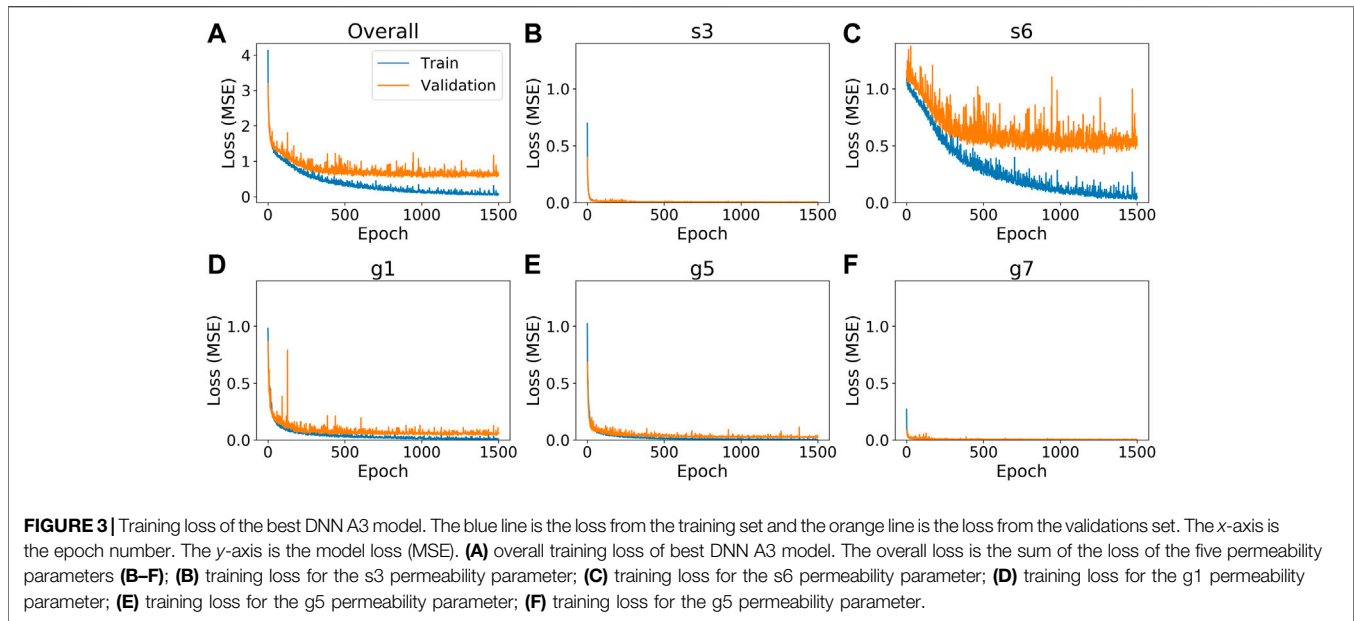 A
Overall
Loss (MSE)
4
3
2
1
0
Train
Validation
0 500 1000 1500
Epoch
B
s3
Loss (MSE)
1.0
0.5
0.0
0 500 1000 1500
Epoch
C
s6
Loss (MSE)
1.0
0.5
0.0
0 500 1000 1500
Epoch
D
g1
Loss (MSE)
1.0
0.5
0.0
0 500 1000 1500
Epoch
E
g5
Loss (MSE)
1.0
0.5
0.0
0 500 1000 1500
Epoch
F
g7
Loss (MSE)
1.0
0.5
0.0
0 500 1000 1500
Epoch
FIGURE 3 | Training loss of the best DNN A3 model. The blue line is the loss from the training set and the orange line is the loss from the validations set. The x-axis is
the epoch number. The y-axis is the model loss (MSE). (A) overall training loss of best DNN A3 model. The overall loss is the sum of the loss of the five permeability
parameters (B–F); (B) training loss for the s3 permeability parameter; (C) training loss for the s6 permeability parameter; (D) training loss for the g1 permeability
parameter; (E) training loss for the g5 permeability parameter; (F) training loss for the g5 permeability parameter.